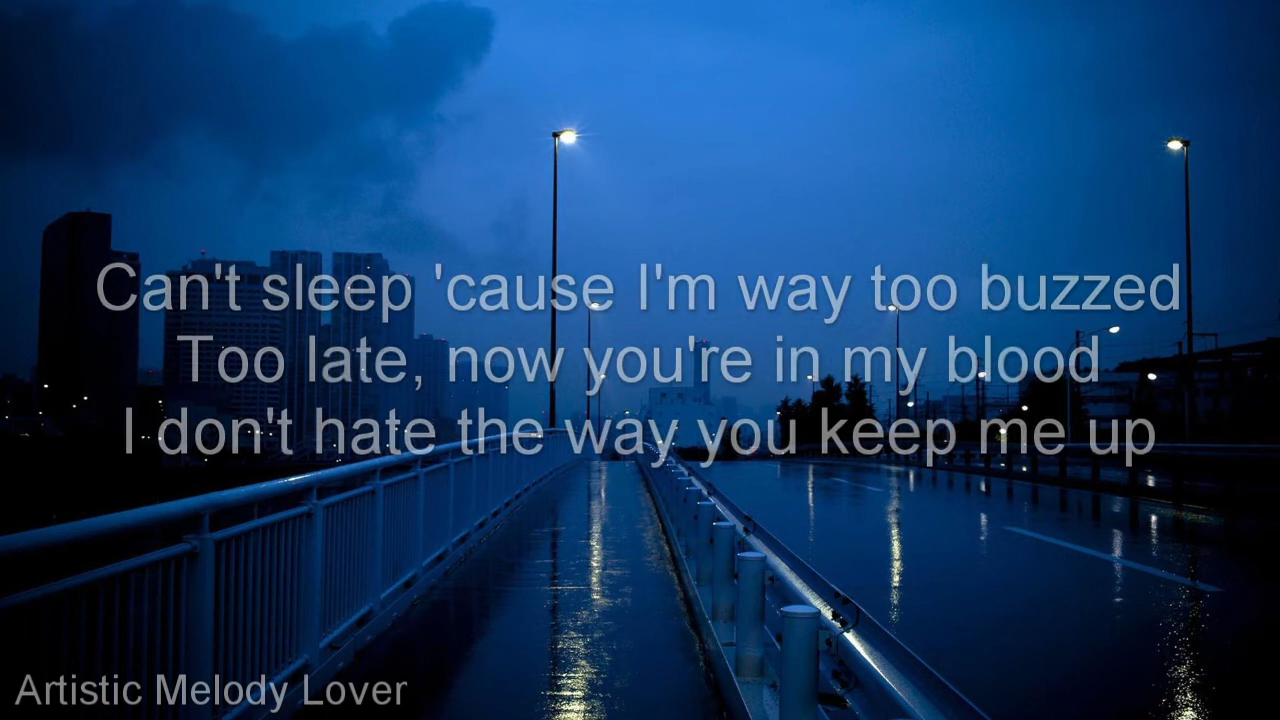 Can't sleep 'cause I'm way too buzzed
Too late, now you're in my blood
I don't hate the way you keep me up
Artistic Melody Lover